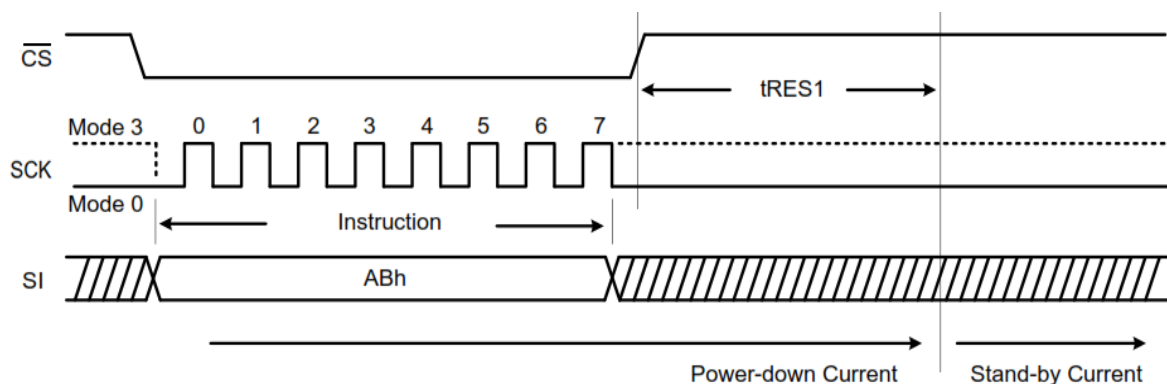 CS
tRES1
Mode 3
0 1 2 3 4 5 6 7
SCK
Mode 0
Instruction
SI
ABh
Power-down Current
Stand-by Current